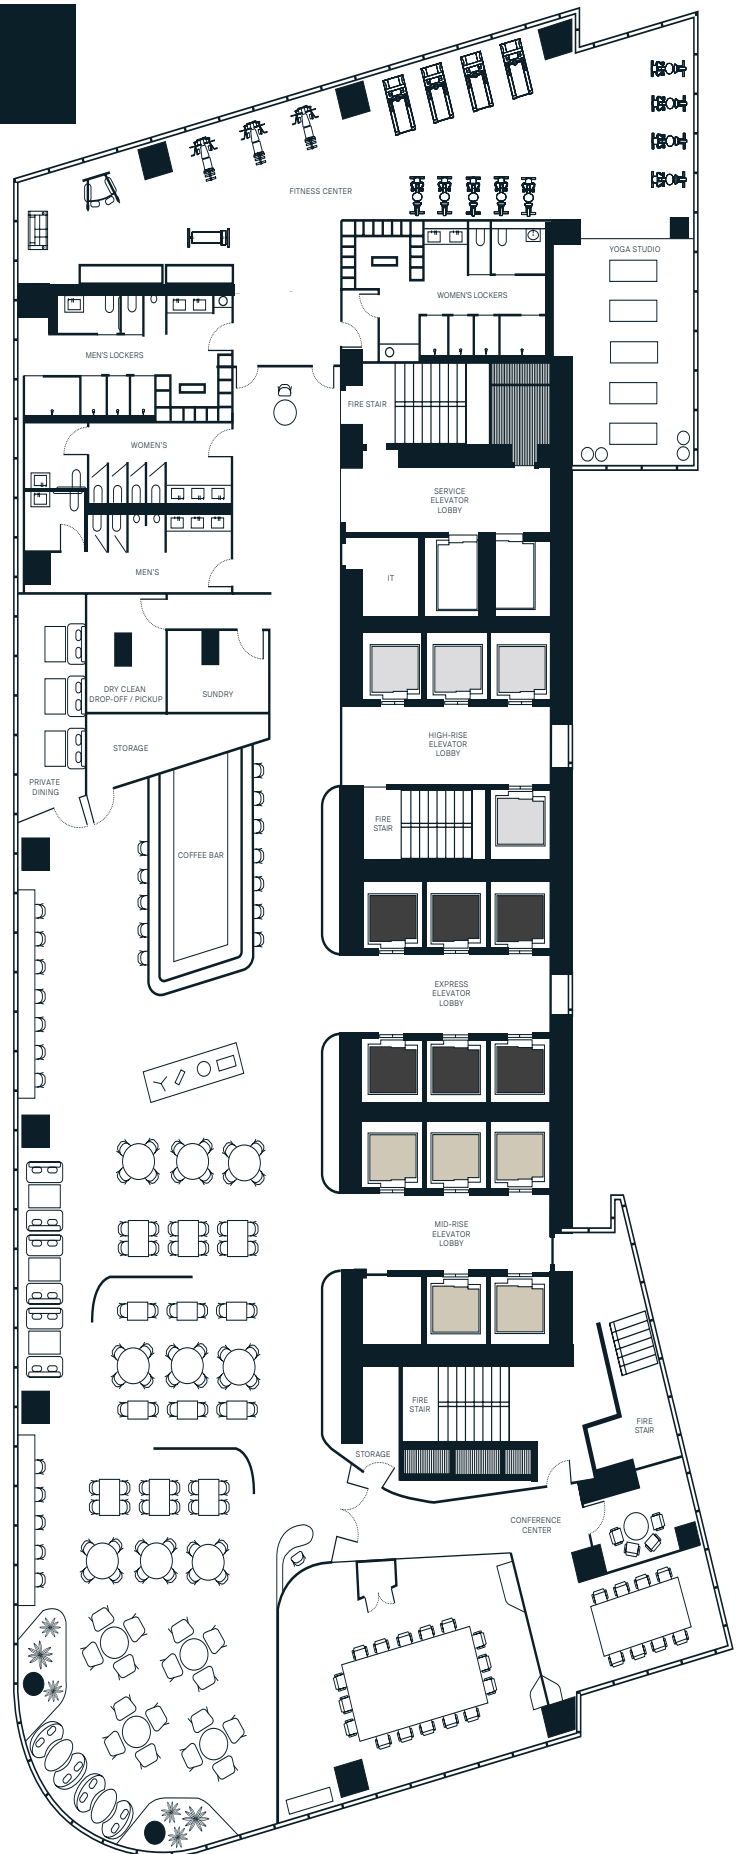 FITNESS CENTER
YOGA STUDIO
WOMEN'S LOCKERS
MEN'S LOCKERS
FIRE STAIR
WOMEN'S
SERVICE
ELEVATOR
LOBBY
MEN'S
IT
DRY CLEAN
DROP-OFF / PICKUP
SUNDRY
HIGH-RISE
ELEVATOR
LOBBY
STORAGE
PRIVATE
DINING
FIRE
STAIR
COFFEE BAR
EXPRESS
ELEVATOR
LOBBY
MID-RISE
ELEVATOR
LOBBY
FIRE
STAIR
FIRE
STAIR
STORAGE
CONFERENCE
CENTER